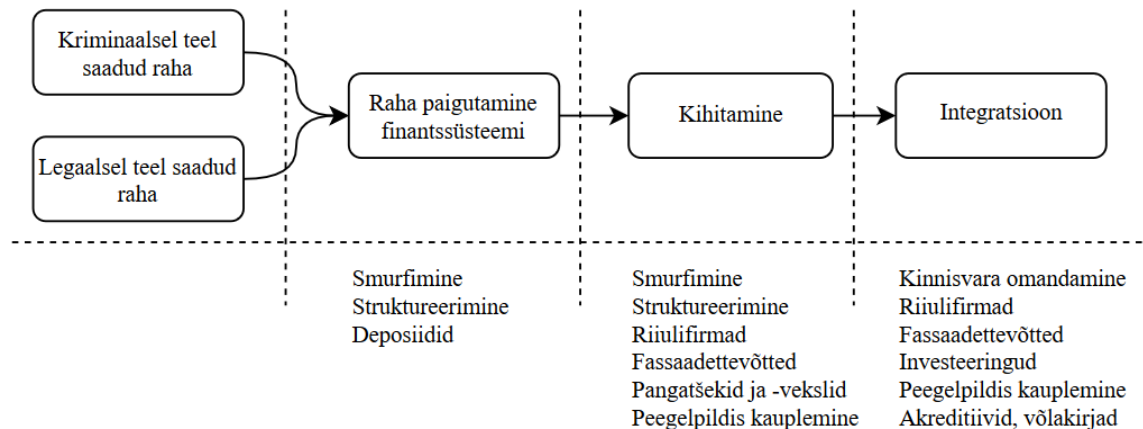 Kriminaalsel teel
saadud raha
Legaalsel teel saadud
raha
Raha paigutamine
finantssüsteemi
Kihitamine
Integratsioon
Smurfimine
Struktureerimine
Deposiidid
Smurfimine
Struktureerimine
Riiulifirmad
Fassaadettevõtted
Pangatšekid ja -vekslid
Peegelpildis kauplemine
Kinnisvara omandamine
Riiulifirmad
Fassaadettevõtted
Investeeringud
Peegelpildis kauplemine
Akreditiivid, võlakirjad